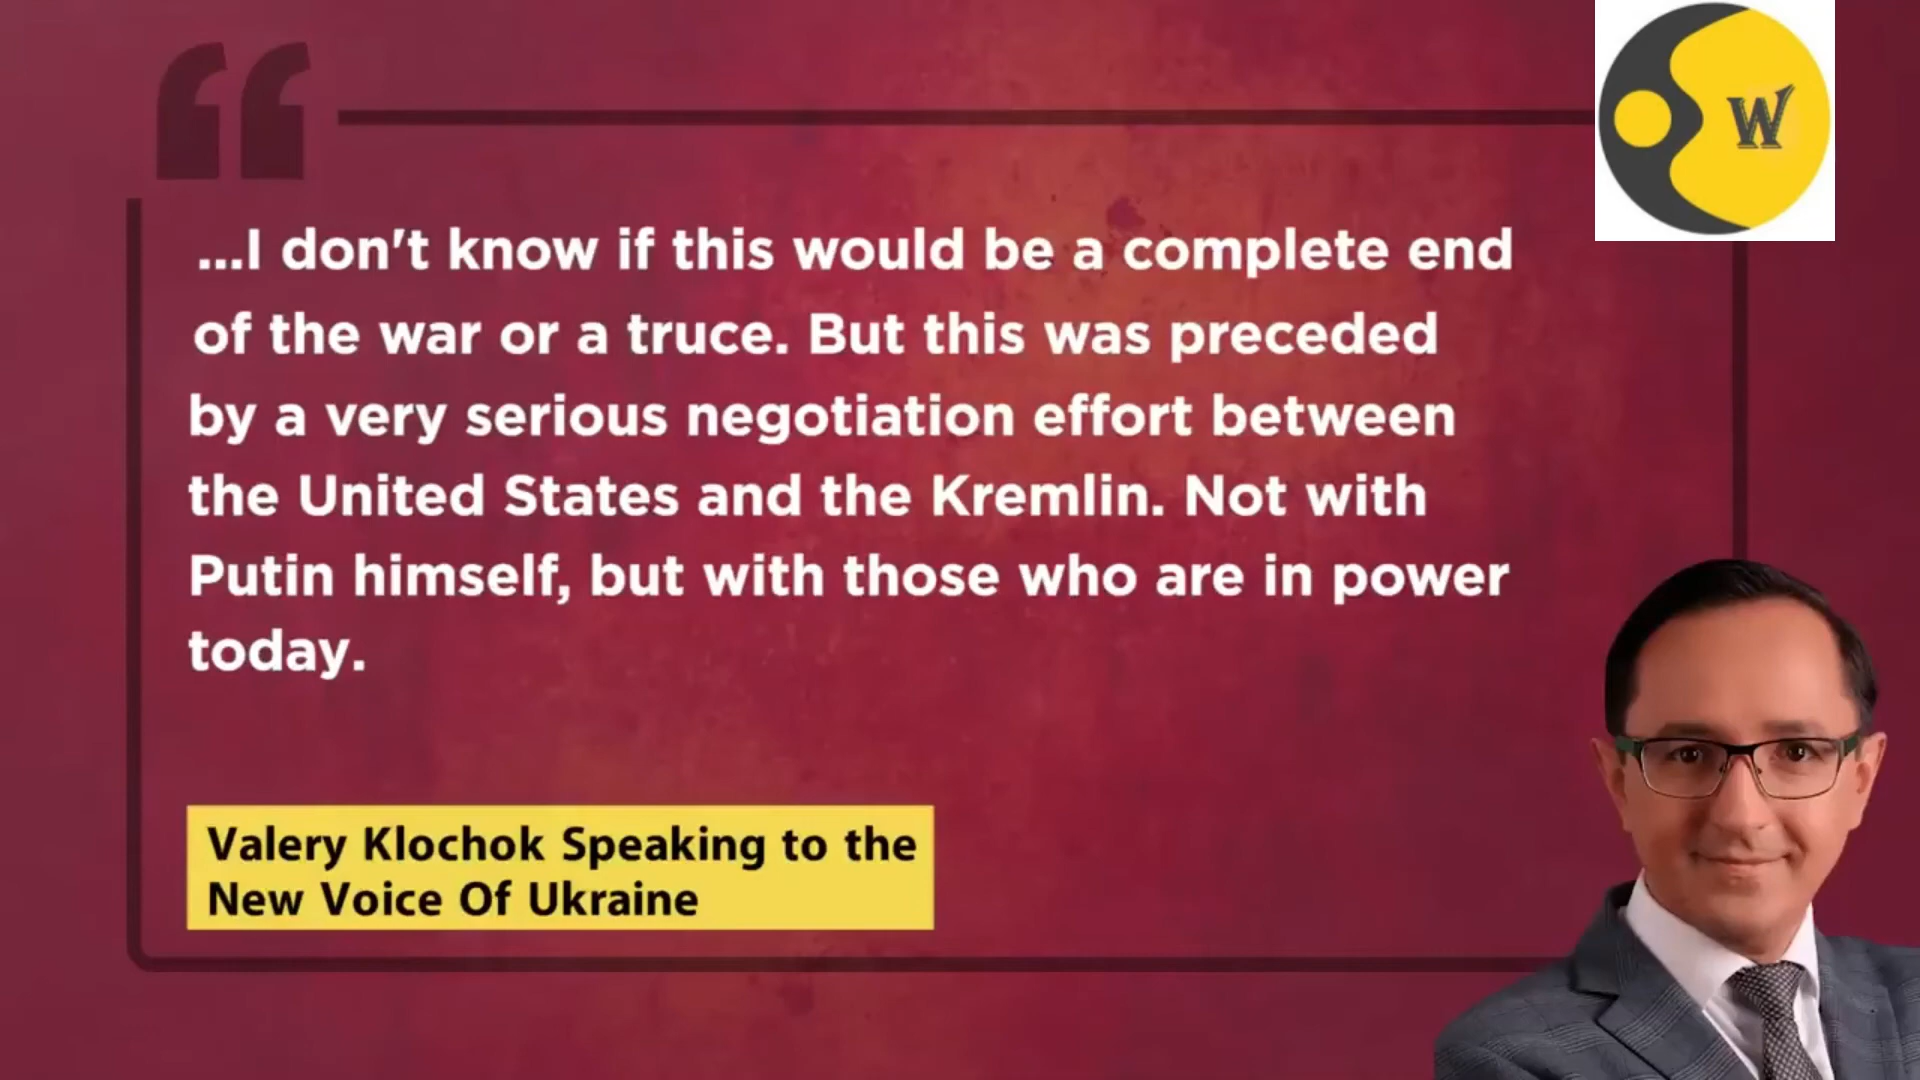 W
...I don't know if this would be a complete end
of the war or a truce. But this was preceded
by a very serious negotiation effort between
the United States and the Kremlin. Not with
Putin himself, but with those who are in power
today.
Valery Klochok Speaking to the
New Voice Of Ukraine